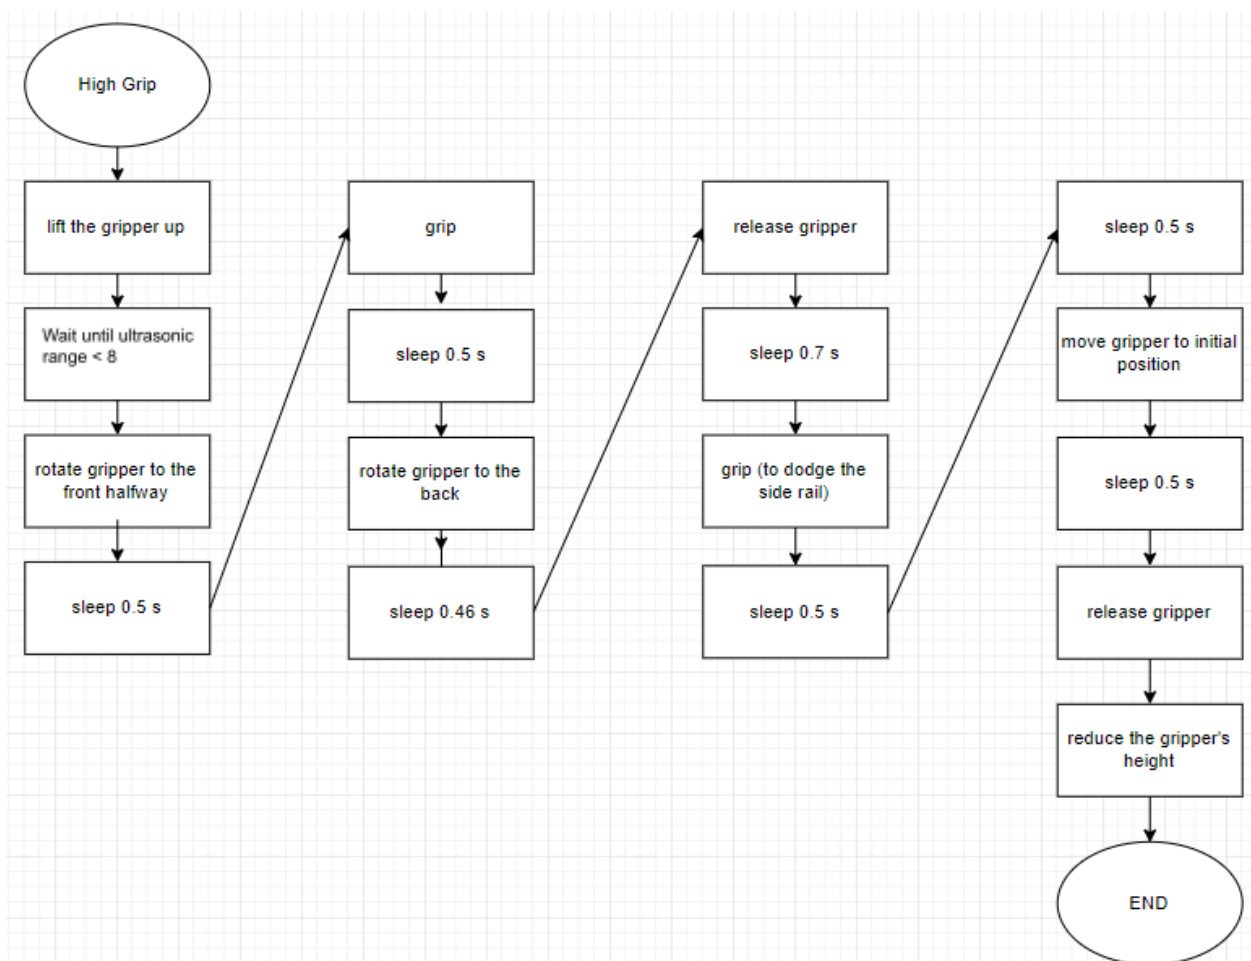 High Grip
lift the gripper up
Wait until ultrasonic
range < 8
rotate gripper to the
front halfway
sleep 0.5 s
grip
sleep 0.5 s
rotate gripper to the
back
sleep 0.46 s
release gripper
sleep 0.7 s
grip (to dodge the
side rail)
sleep 0.5 s
sleep 0.5 s
move gripper to initial
position
sleep 0.5 s
release gripper
reduce the gripper's
height
END